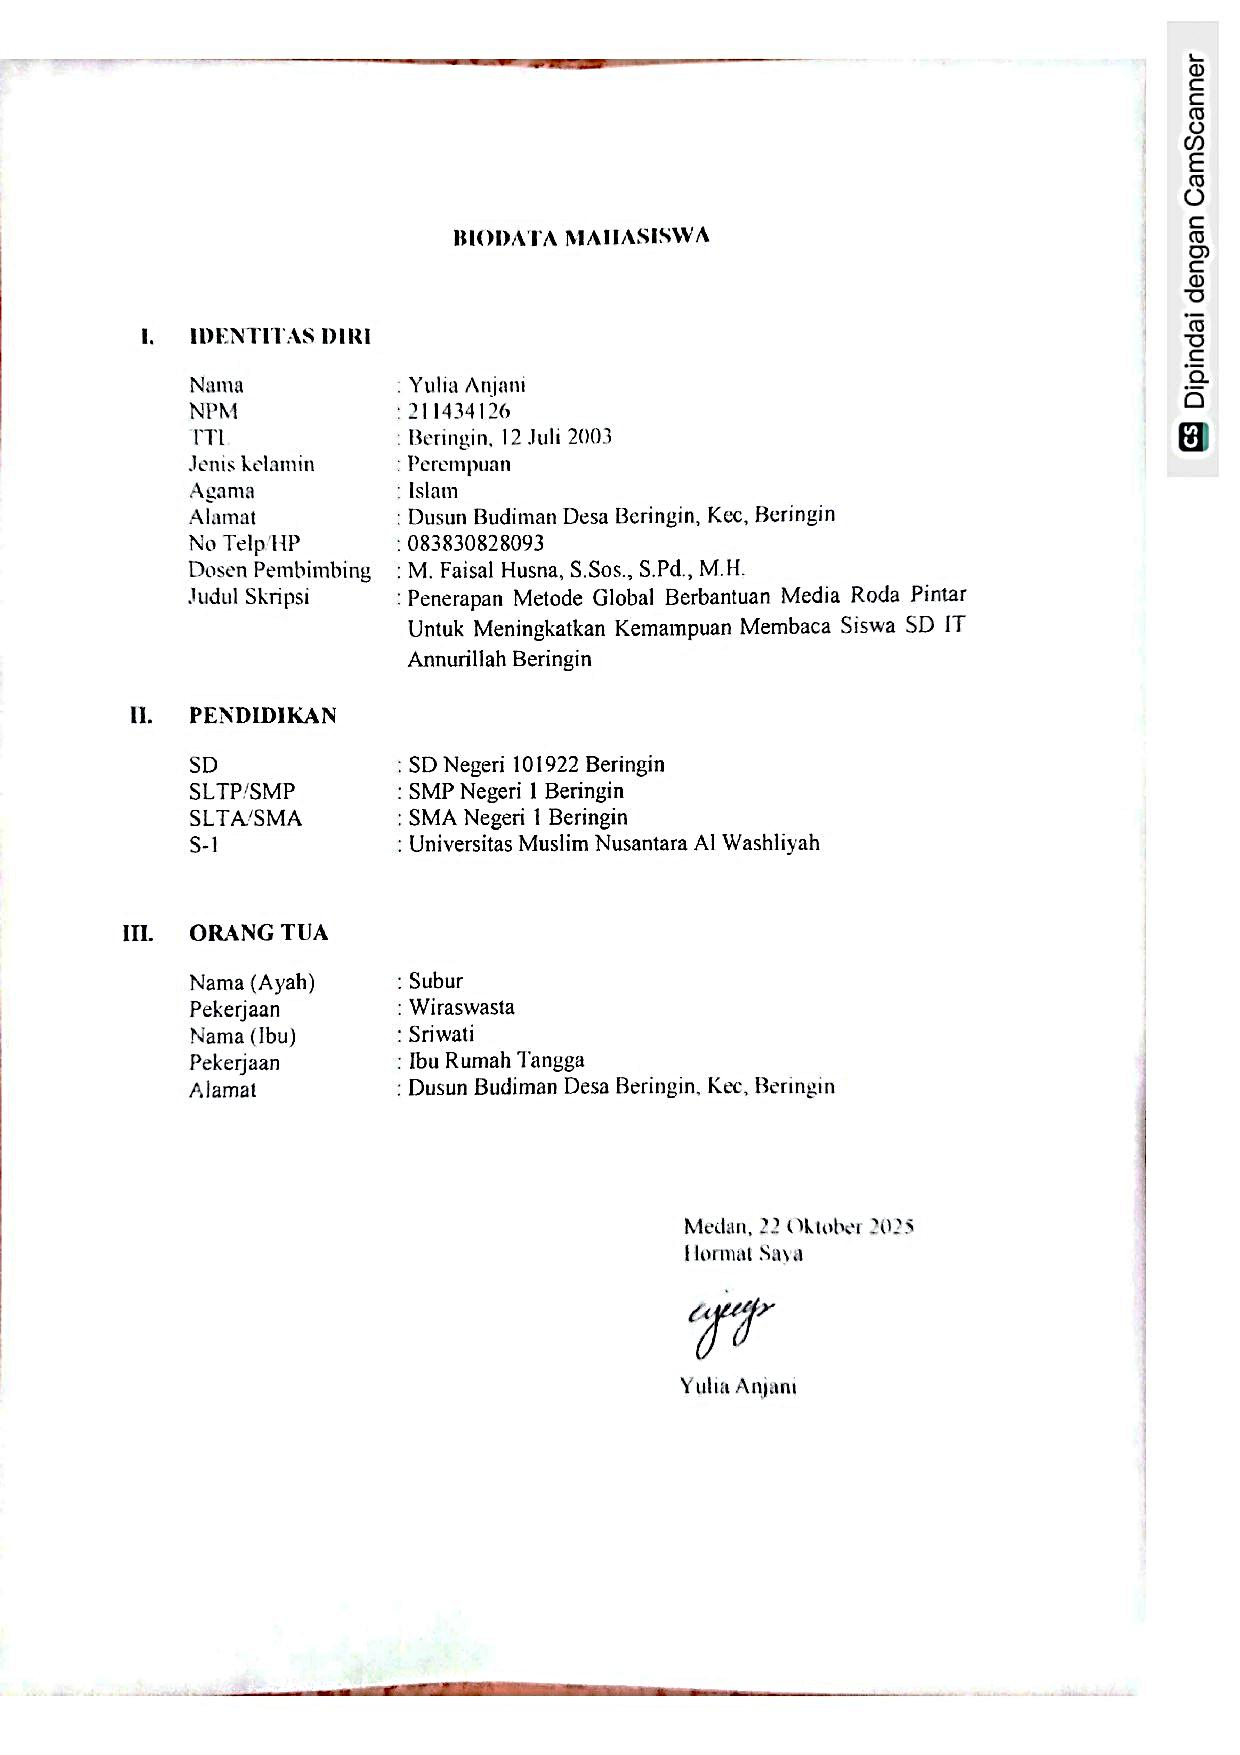 BIODATA MAHASISWA
I. IDENTITAS DIRI
Nama : Yulia Anjani
NPM : 211434126
TTL : Beringin, 12 Juli 2003
Jenis kelamin : Perempuan
Agama : Islam
Alamat : Dusun Budiman Desa Beringin, Kec, Beringin
No Telp/HP : 083830828093
Dosen Pembimbing : M. Faisal Husna, S.Sos., S.Pd., M.H.
Judul Skripsi : Penerapan Metode Global Berbantuan Media Roda Pintar
Untuk Meningkatkan Kemampuan Membaca Siswa SD IT
Annurillah Beringin
II. PENDIDIKAN
SD : SD Negeri 101922 Beringin
SLTP/SMP : SMP Negeri 1 Beringin
SLTA/SMA : SMA Negeri 1 Beringin
S-1 : Universitas Muslim Nusantara Al Washliyah
III. ORANG TUA
Nama (Ayah) : Subur
Pekerjaan : Wiraswasta
Nama (Ibu) : Sriwati
Pekerjaan : Ibu Rumah Tangga
Alamat : Dusun Budiman Desa Beringin, Kec, Beringin
Medan, 22 Oktober 2025
Hormat Saya
Yulia Anjani
CS Dipindai dengan CamScanner